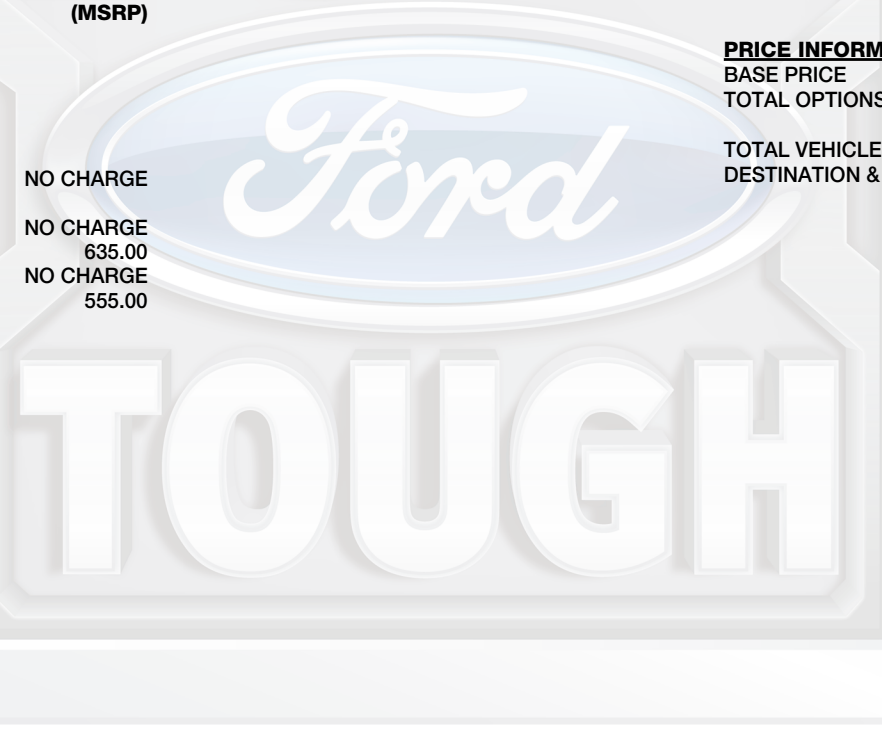 (MSRP)
NO CHARGE
NO CHARGE
635.00
NO CHARGE
555.00
PRICE INFORM
BASE PRICE
TOTAL OPTIONS
TOTAL VEHICLE
DESTINATION &
Ford
TOUGH